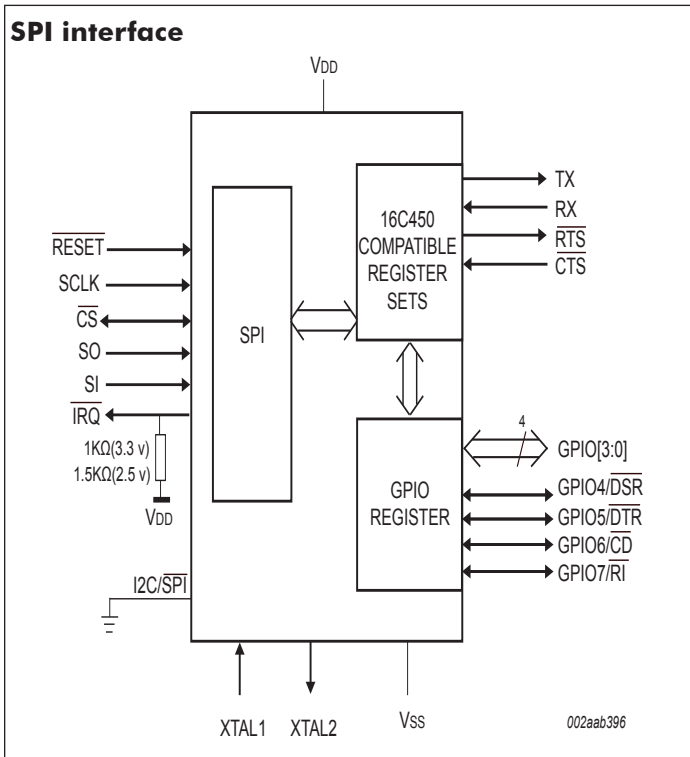 SPI interface
VDD
16C450
COMPATIBLE
REGISTER
SETS
TX
RX
RTS
CTS
RESET
SCLK
CS
SO
SI
IRQ
SPI
1KΩ(3.3 v)
1.5KΩ(2.5 v)
VDD
4
GPIO[3:0]
GPIO
REGISTER
GPIO4/DSR
GPIO5/DTR
GPIO6/CD
GPIO7/RI
I2C/SPI
XTAL1
XTAL2
VSS
002aab396